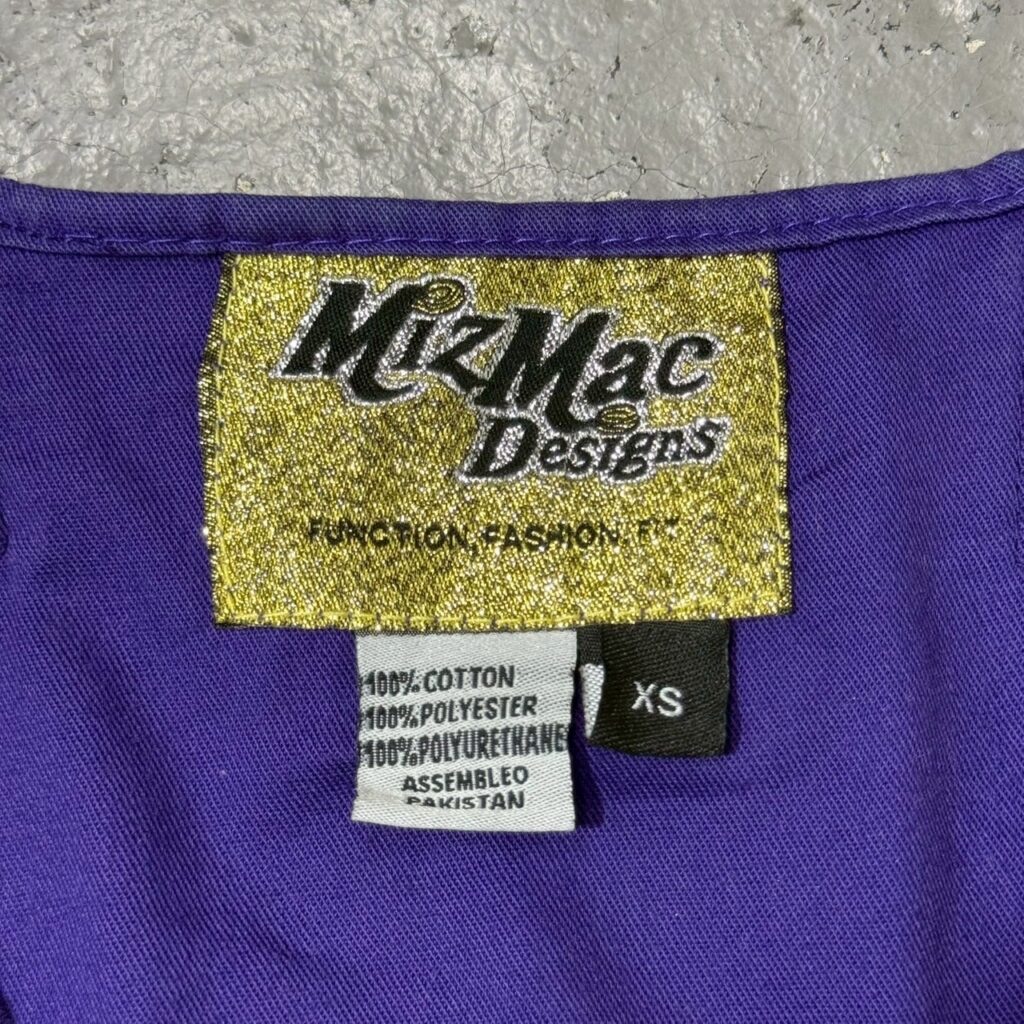 MizMac
Designs
FUNCTION, FASHION, FIT
100% COTTON
100% POLYESTER
100% POLYURETHANE
ASSEMBLED
PAKISTAN
XS